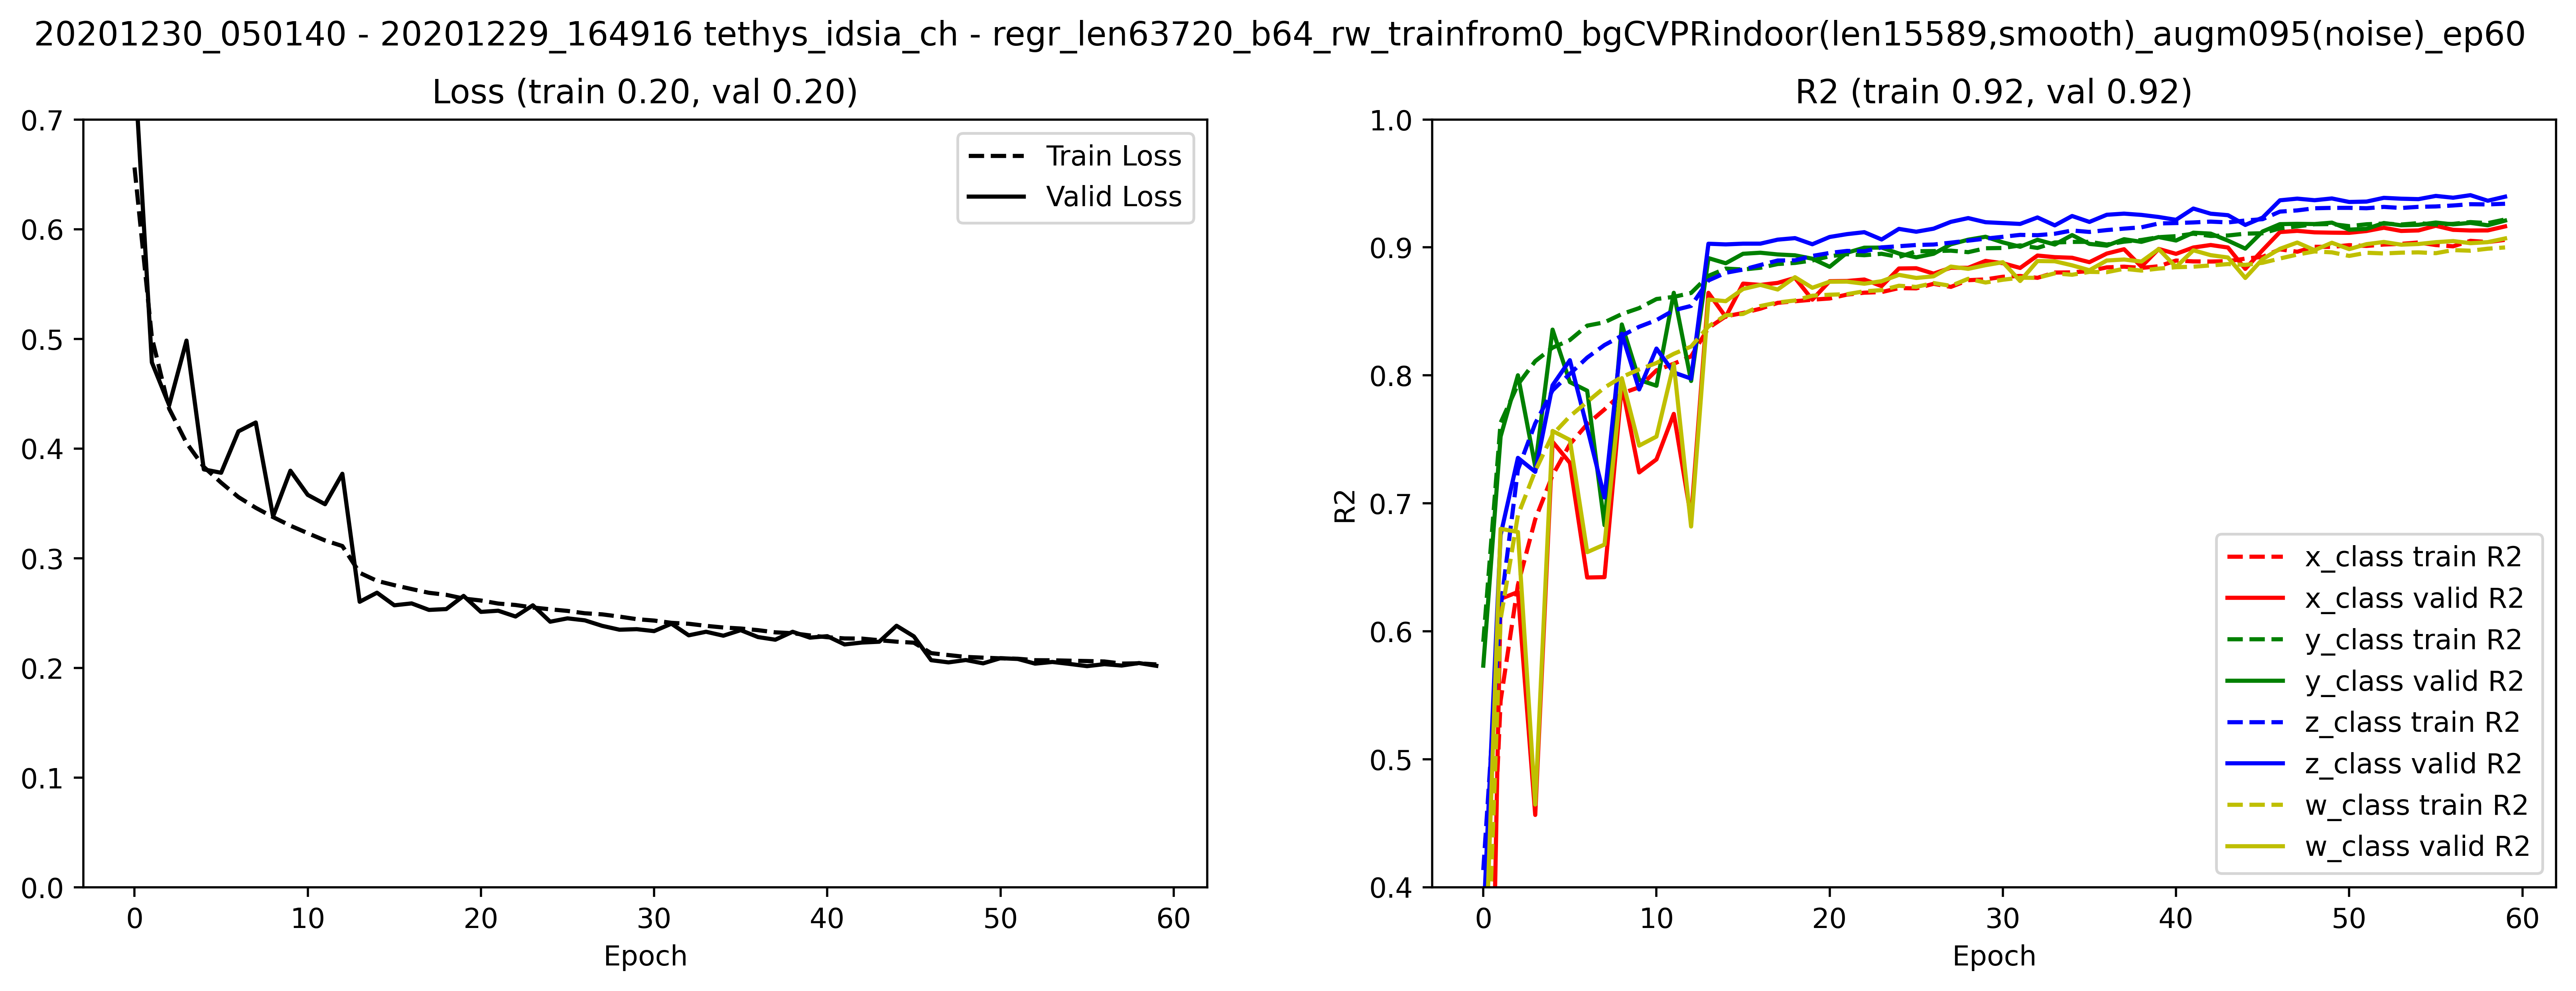 20201230_050140 - 20201229_164916 tethys_idsia_ch - regr_len63720_b64_rw_trainfrom0_bgCVPRindoor(len15589,smooth)_augm095(noise)_ep60
Loss (train 0.20, val 0.20)
0.7
0.6
0.5
0.4
0.3
0.2
0.1
0.0
Train Loss
Valid Loss
0 10 20 30 40 50 60
Epoch
R2 (train 0.92, val 0.92)
1.0
0.9
0.8
0.7
0.6
0.5
0.4
R2
x_class train R2
x_class valid R2
y_class train R2
y_class valid R2
z_class train R2
z_class valid R2
w_class train R2
w_class valid R2
0 10 20 30 40 50 60
Epoch